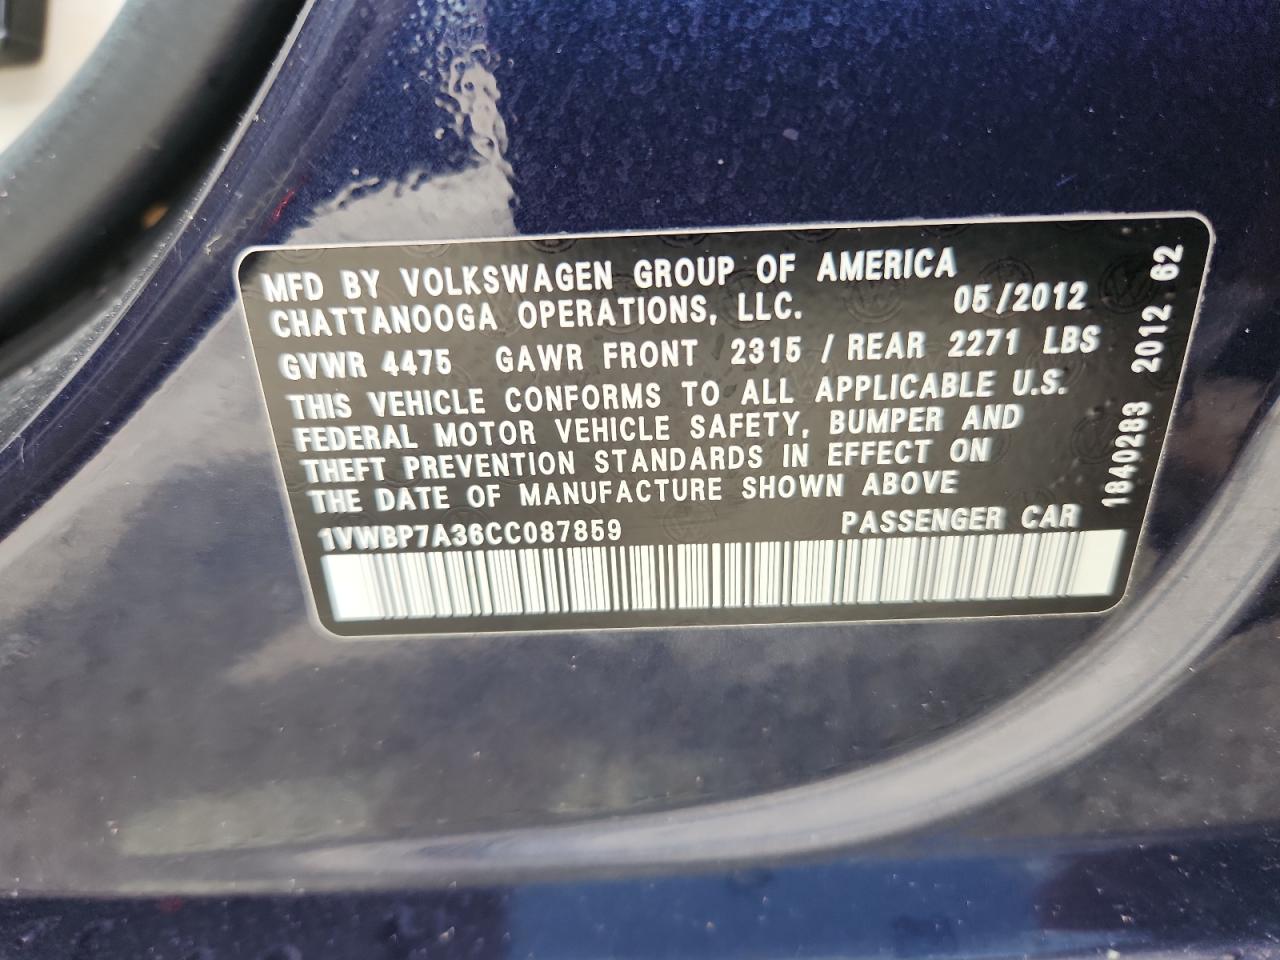 MFD BY VOLKSWAGEN GROUP OF AMERICA
CHATTANOOGA OPERATIONS, LLC. 05/2012
GVWR 4475 GAWR FRONT 2315 / REAR 2271 LBS
THIS VEHICLE CONFORMS TO ALL APPLICABLE U.S.
FEDERAL MOTOR VEHICLE SAFETY, BUMPER AND
THEFT PREVENTION STANDARDS IN EFFECT ON
THE DATE OF MANUFACTURE SHOWN ABOVE
1VWBP7A36CC087859 PASSENGER CAR
1840283 2012.62